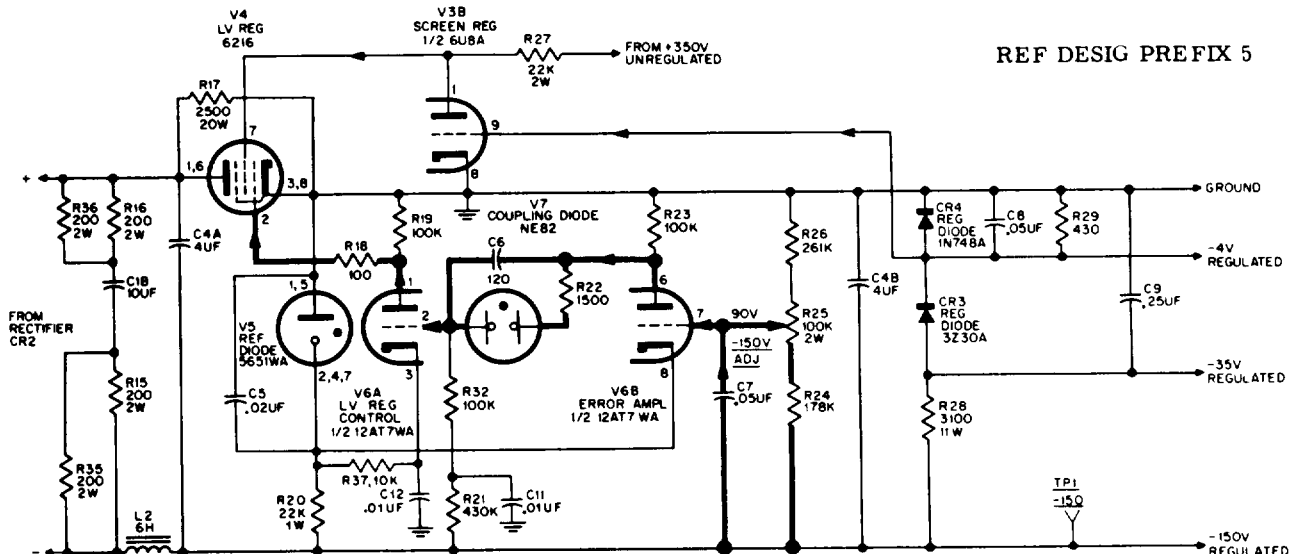 V4
LV REG
6216
V3B
SCREEN REG
1/2 6U8A
R27
22K
2W
FROM +350V
UNREGULATED
REF DESIG PREFIX 5
R17
2500
20W
7
1
9
8
1,6
3,8
2
+
R36
200
2W
R16
200
2W
C4A
4UF
R19
100K
V7
COUPLING DIODE
NE82
R23
100K
R26
261K
GROUND
CR4
REG
DIODE
1N748A
C8
.05UF
R29
430
C1B
10UF
R18
100
C6
120
R22
1500
C4B
4UF
-4V
REGULATED
FROM
RECTIFIER
CR2
1,5
1
2
3
6
7
8
90V
-150V
ADJ
R25
100K
2W
CR3
REG
DIODE
3Z30A
C9
.25UF
V5
REF
DIODE
5651WA
2,4,7
R15
200
2W
C5
.02UF
V6A
LV REG
CONTROL
1/2 12AT7WA
R32
100K
V6B
ERROR AMPL
1/2 12AT7 WA
C7
.05UF
R24
178K
-35V
REGULATED
R28
3100
11W
R35
200
2W
R37,10K
R20
22K
1W
C12
.01UF
R21
430K
C11
.01UF
TP1
-150
L2
6H
-
-150V
REGULATED